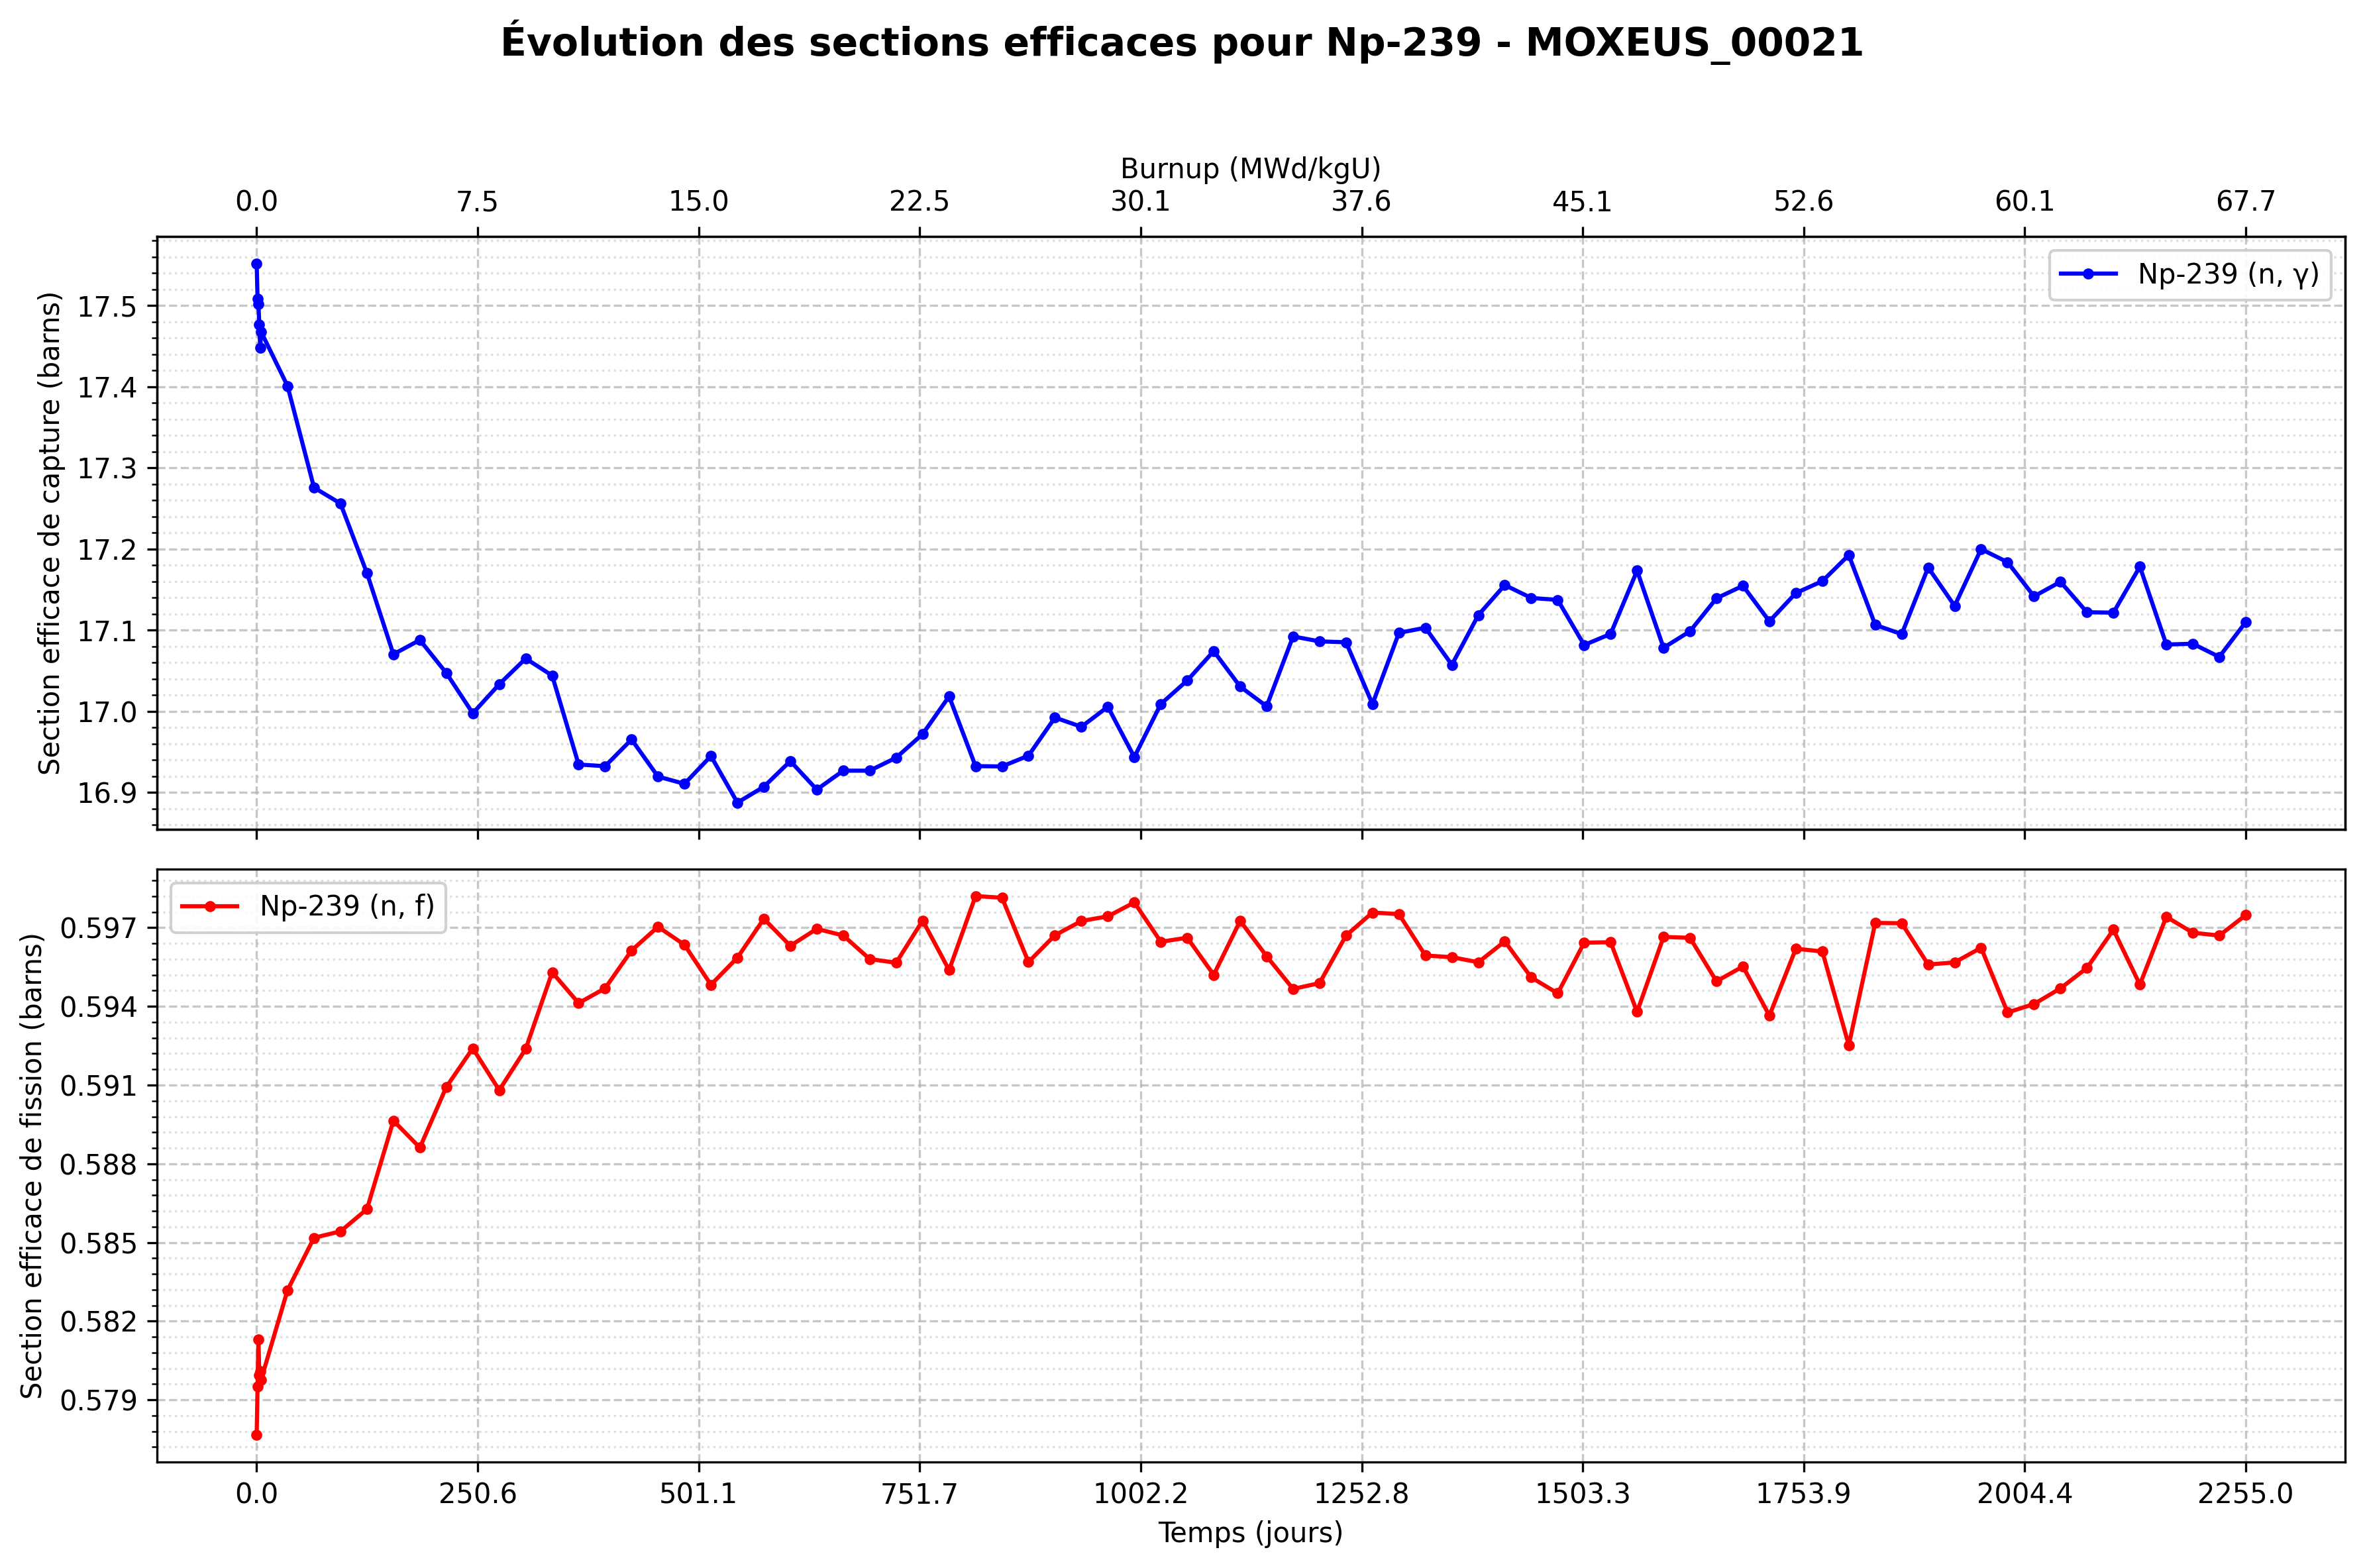 Évolution des sections efficaces pour Np-239 - MOXEUS_00021
Burnup (MWd/kgU)
0.0 7.5 15.0 22.5 30.1 37.6 45.1 52.6 60.1 67.7
Section efficace de capture (barns)
17.5
17.4
17.3
17.2
17.1
17.0
16.9
Np-239 (n, γ)
Section efficace de fission (barns)
0.597
0.594
0.591
0.588
0.585
0.582
0.579
Np-239 (n, f)
0.0 250.6 501.1 751.7 1002.2 1252.8 1503.3 1753.9 2004.4 2255.0
Temps (jours)